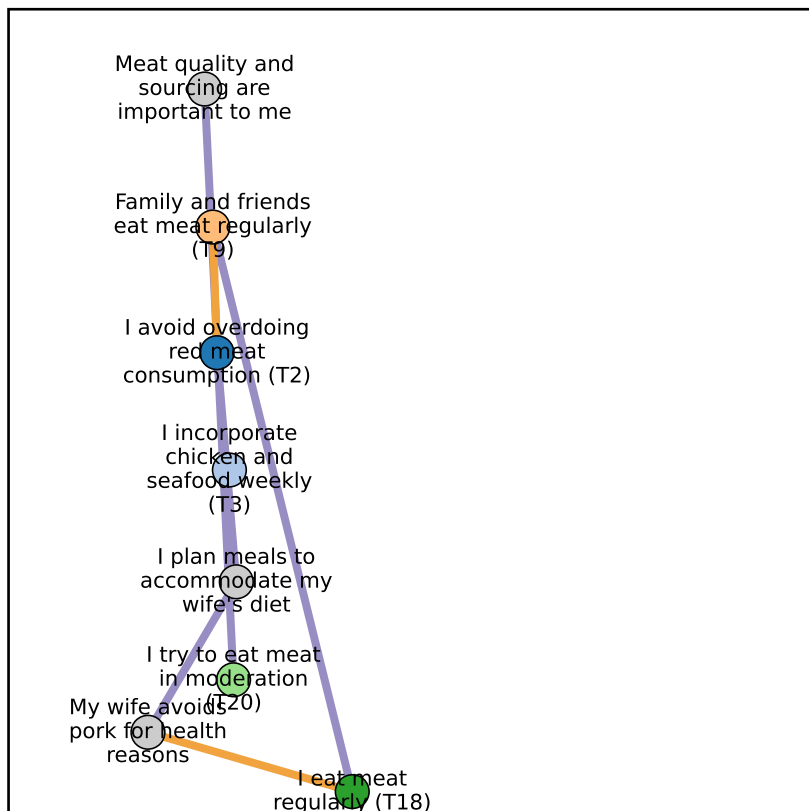 Meat quality and
sourcing are
important to me
Family and friends
eat meat regularly
(T9)
I avoid overdoing
red meat
consumption (T2)
I incorporate
chicken and
seafood weekly
(T3)
I plan meals to
accommodate my
wife's diet
I try to eat meat
in moderation
(T20)
My wife avoids
pork for health
reasons
I eat meat
regularly (T18)